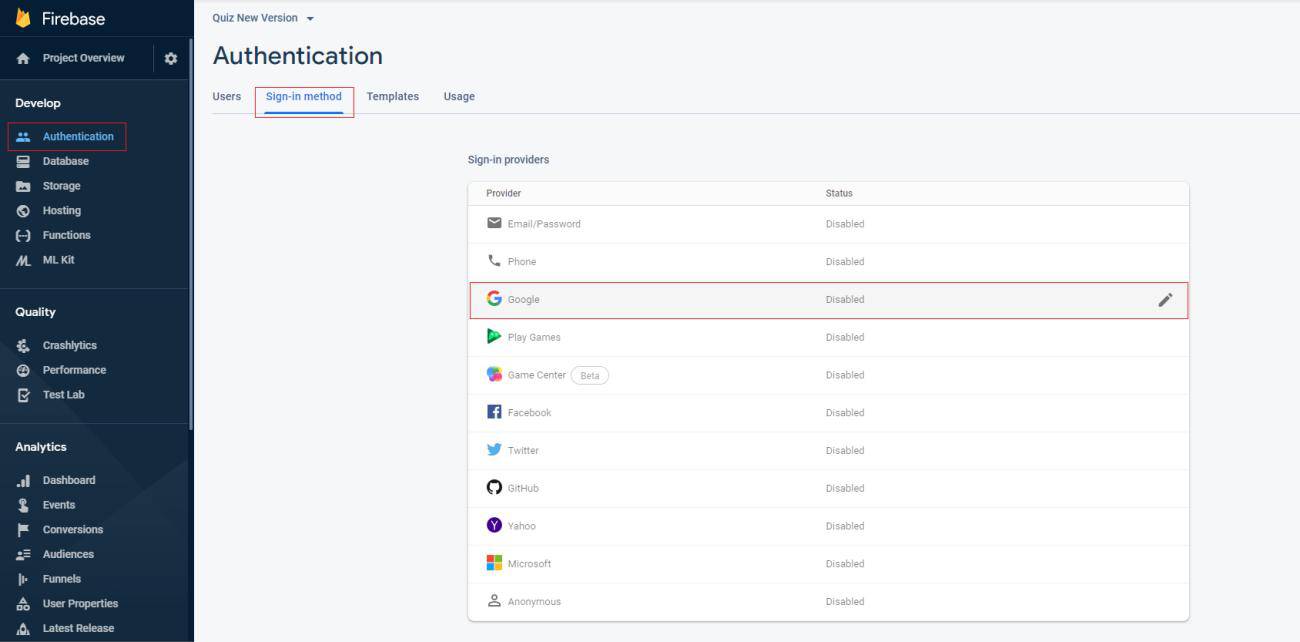 Firebase
Project Overview
Develop
Authentication
Database
Storage
Hosting
Functions
ML Kit
Quality
Crashlytics
Performance
Test Lab
Analytics
Dashboard
Events
Conversions
Audiences
Funnels
User Properties
Latest Release
Quiz New Version
Authentication
Users Sign-in method Templates Usage
Sign-in providers
Provider Status
Email/Password Disabled
Phone Disabled
Google Disabled
Play Games Disabled
Game Center Beta Disabled
Facebook Disabled
Twitter Disabled
GitHub Disabled
Yahoo Disabled
Microsoft Disabled
Anonymous Disabled